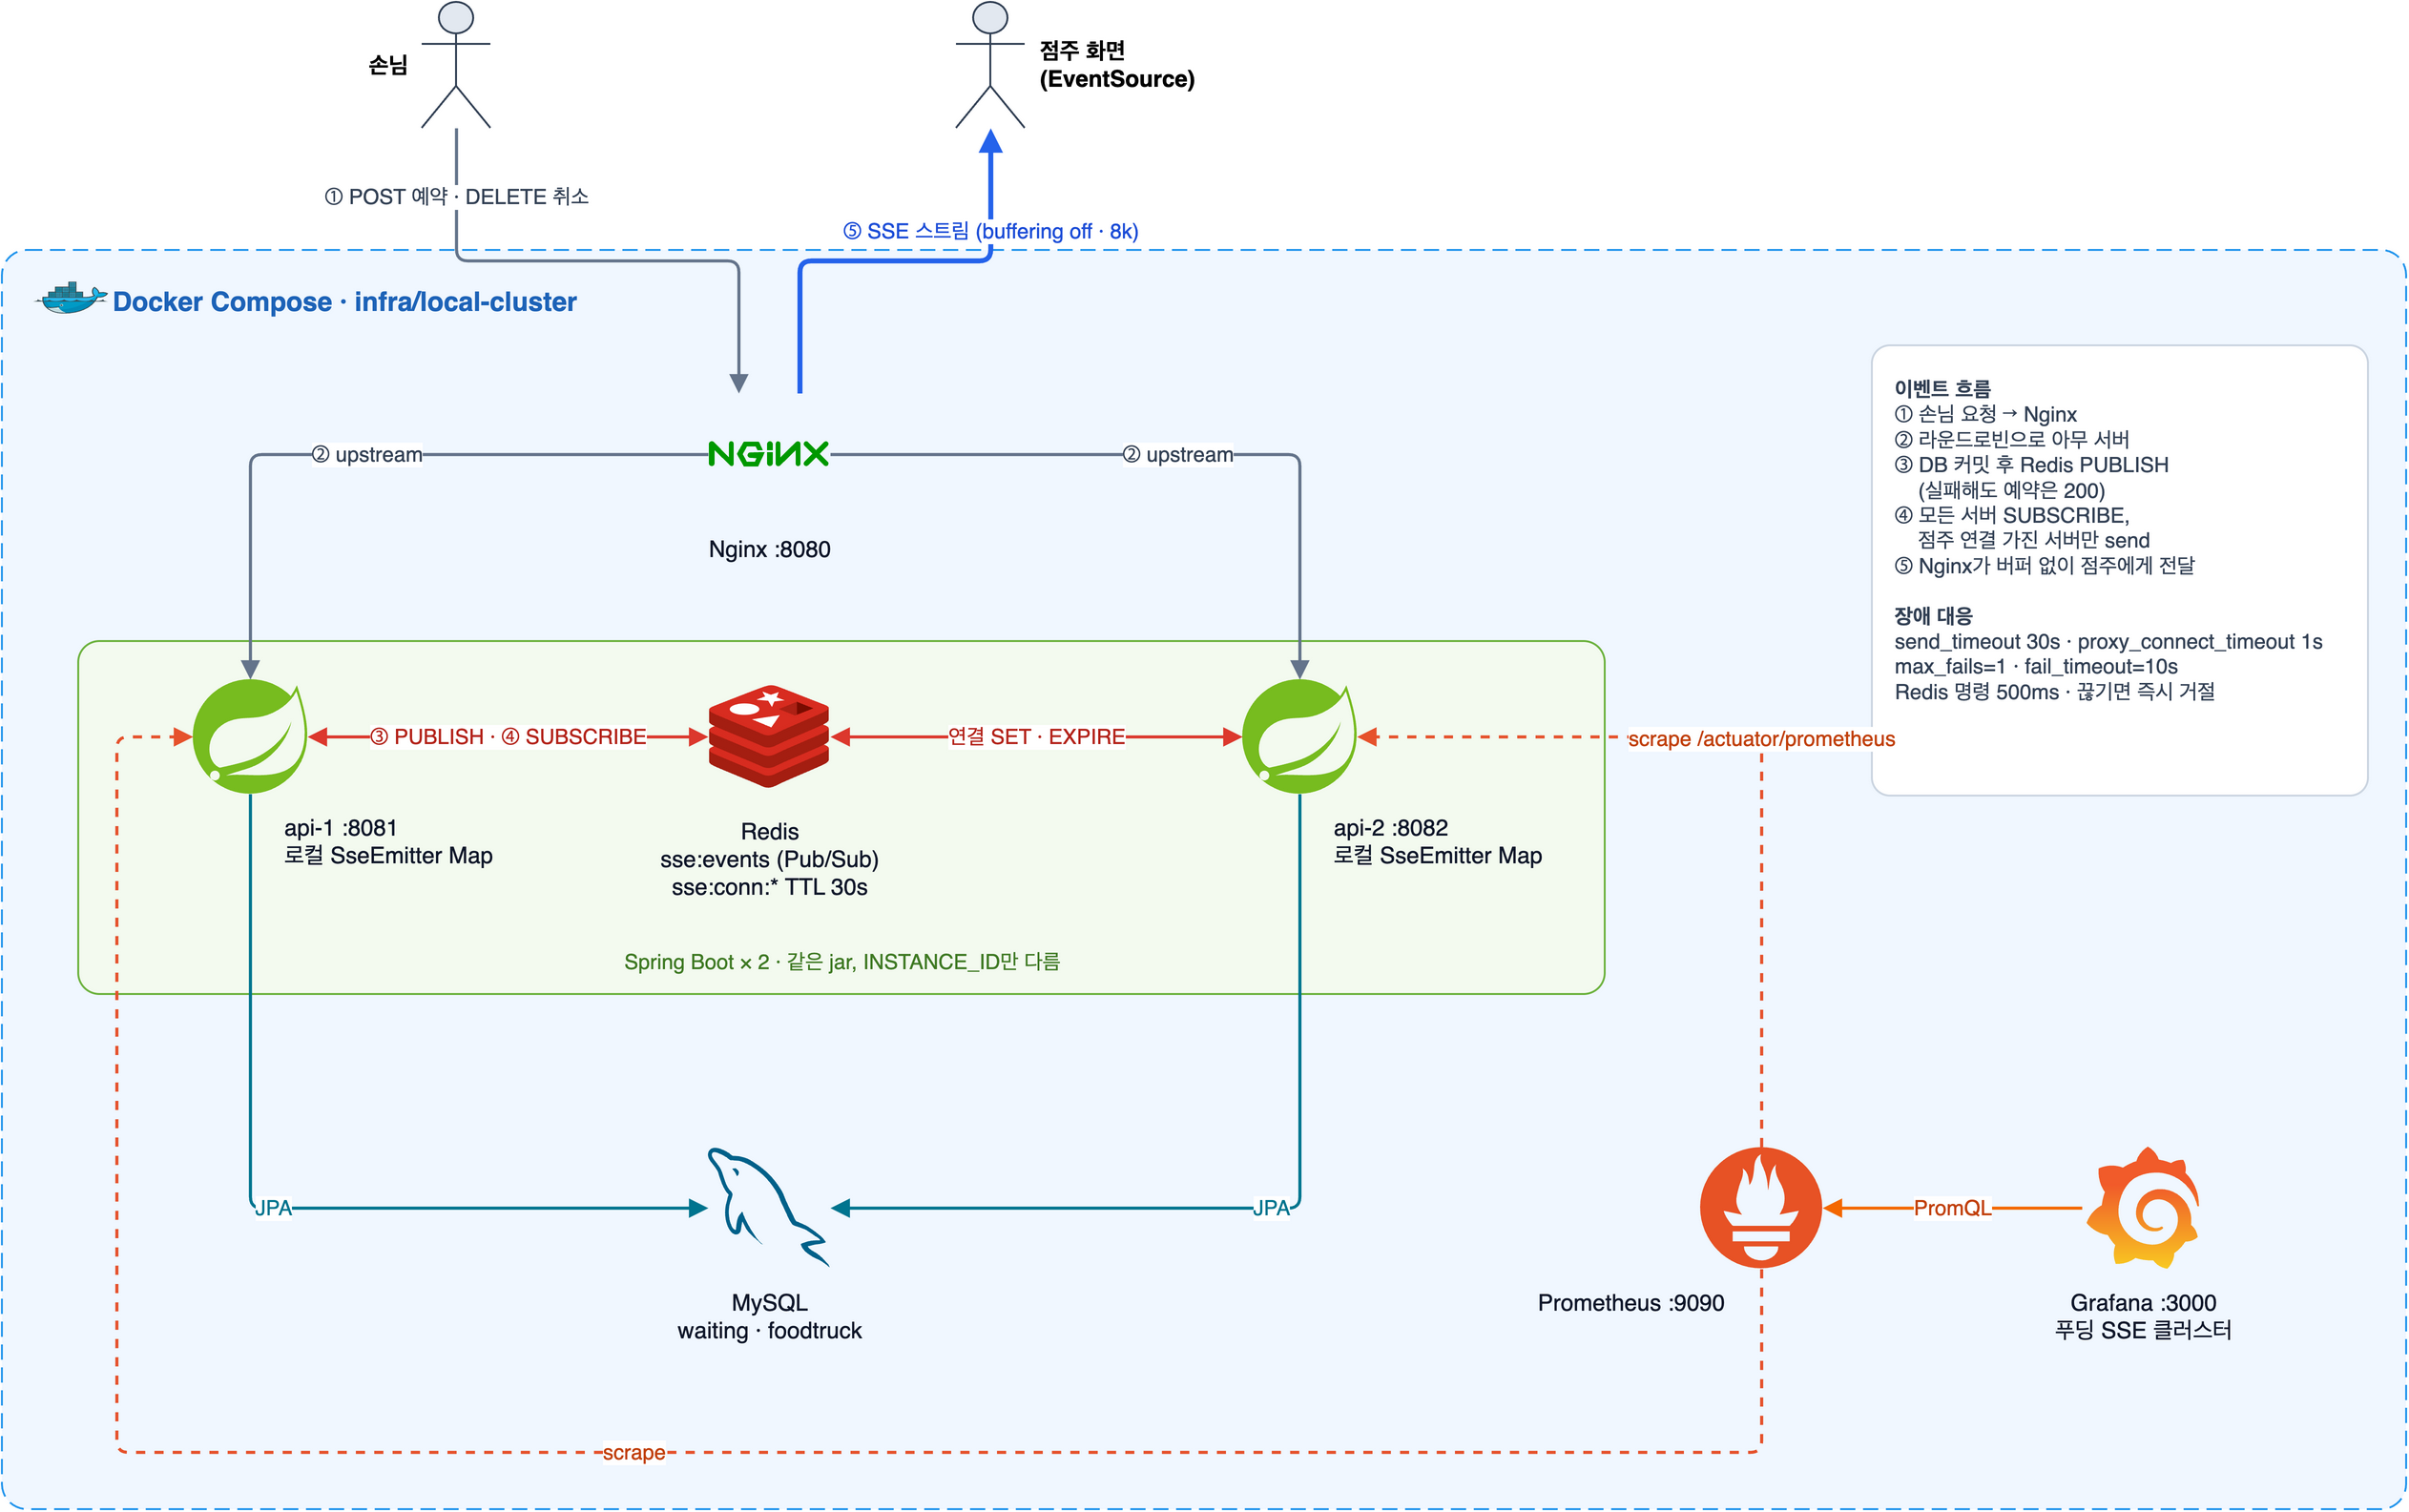 손님
점주 화면
(EventSource)
① POST 예약 · DELETE 취소
⑤ SSE 스트림 (buffering off · 8k)
Docker Compose · infra/local-cluster
이벤트 흐름
① 손님 요청 → Nginx
② 라운드로빈으로 아무 서버
③ DB 커밋 후 Redis PUBLISH
(실패해도 예약은 200)
④ 모든 서버 SUBSCRIBE,
점주 연결 가진 서버만 send
⑤ Nginx가 버퍼 없이 점주에게 전달
장애 대응
send_timeout 30s · proxy_connect_timeout 1s
max_fails=1 · fail_timeout=10s
Redis 명령 500ms · 끊기면 즉시 거절
② upstream
NGINX
② upstream
Nginx :8080
③ PUBLISH · ④ SUBSCRIBE
연결 SET · EXPIRE
scrape /actuator/prometheus
api-1 :8081
로컬 SseEmitter Map
Redis
sse:events (Pub/Sub)
sse:conn:* TTL 30s
api-2 :8082
로컬 SseEmitter Map
Spring Boot × 2 · 같은 jar, INSTANCE_ID만 다름
JPA
JPA
PromQL
MySQL
waiting · foodtruck
Prometheus :9090
Grafana :3000
푸딩 SSE 클러스터
scrape